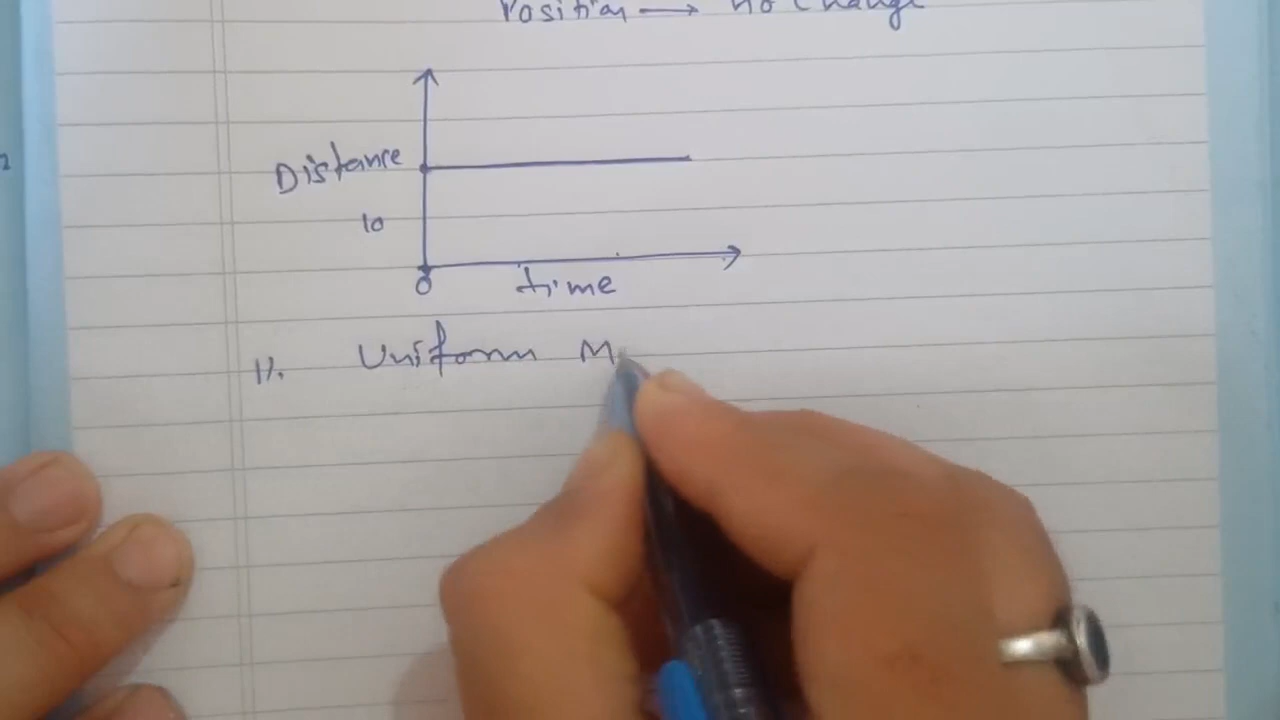 Position → no change
Distance
10
0
time
11. Uniform M